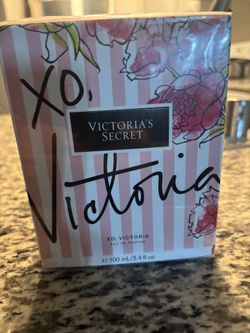 XO,
VICTORIA'S
SECRET
Victoria
XO, VICTORIA
EAU DE PARFUM
e 100 mL/3.4 fl oz